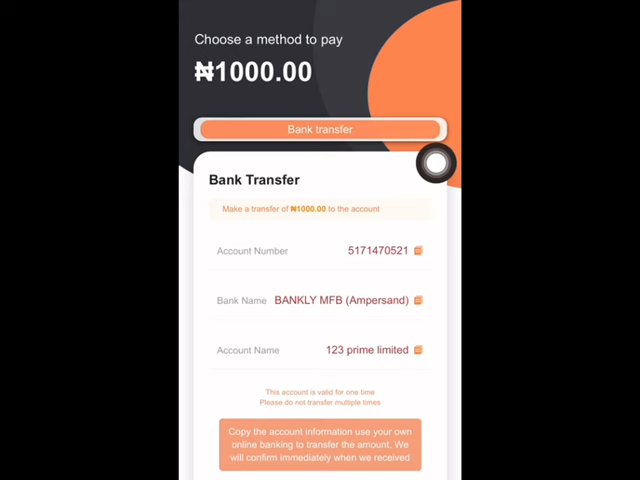 Choose a method to pay
₦1000.00
Bank transfer
Bank Transfer
Make a transfer of ₦1000.00 to the account
Account Number 5171470521
Bank Name BANKLY MFB (Ampersand)
Account Name 123 prime limited
This account is valid for one time
Please do not transfer multiple times
Copy the account information use your own
online banking to transfer the amount. We
will confirm immediately when we received